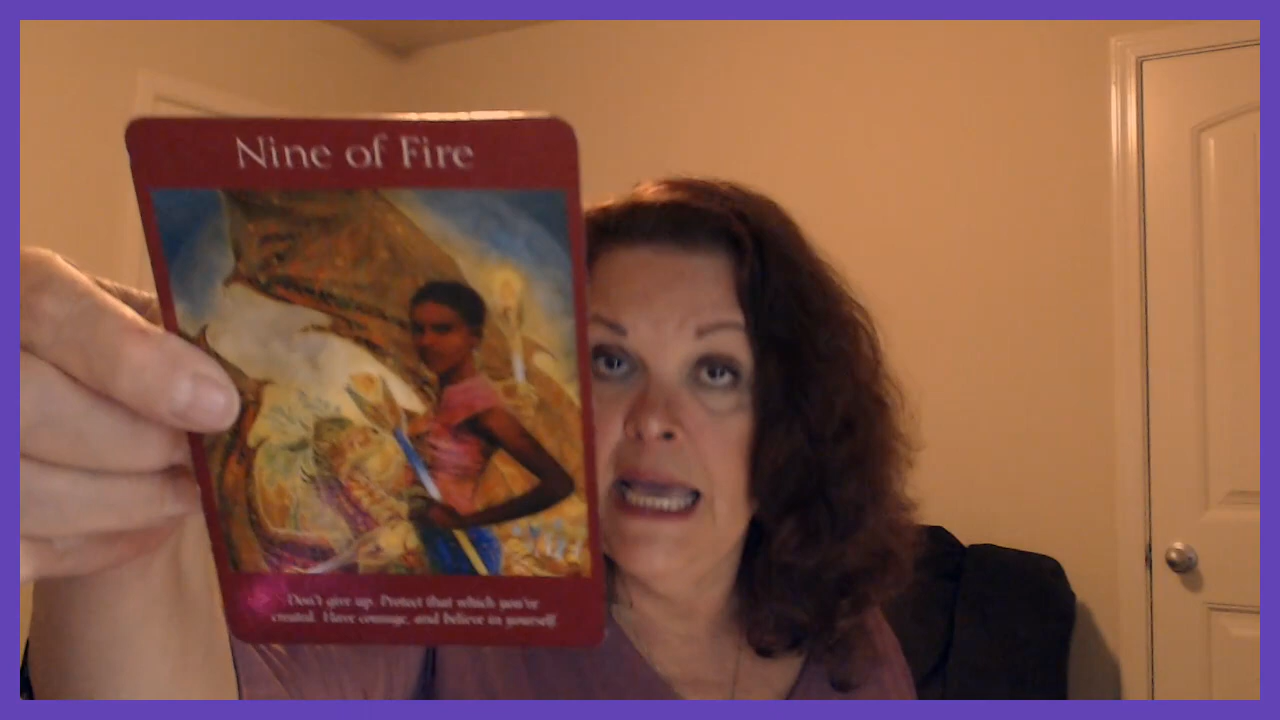 Nine of Fire
Don't give up. Protect that which you've
created. Have courage, and believe in yourself.